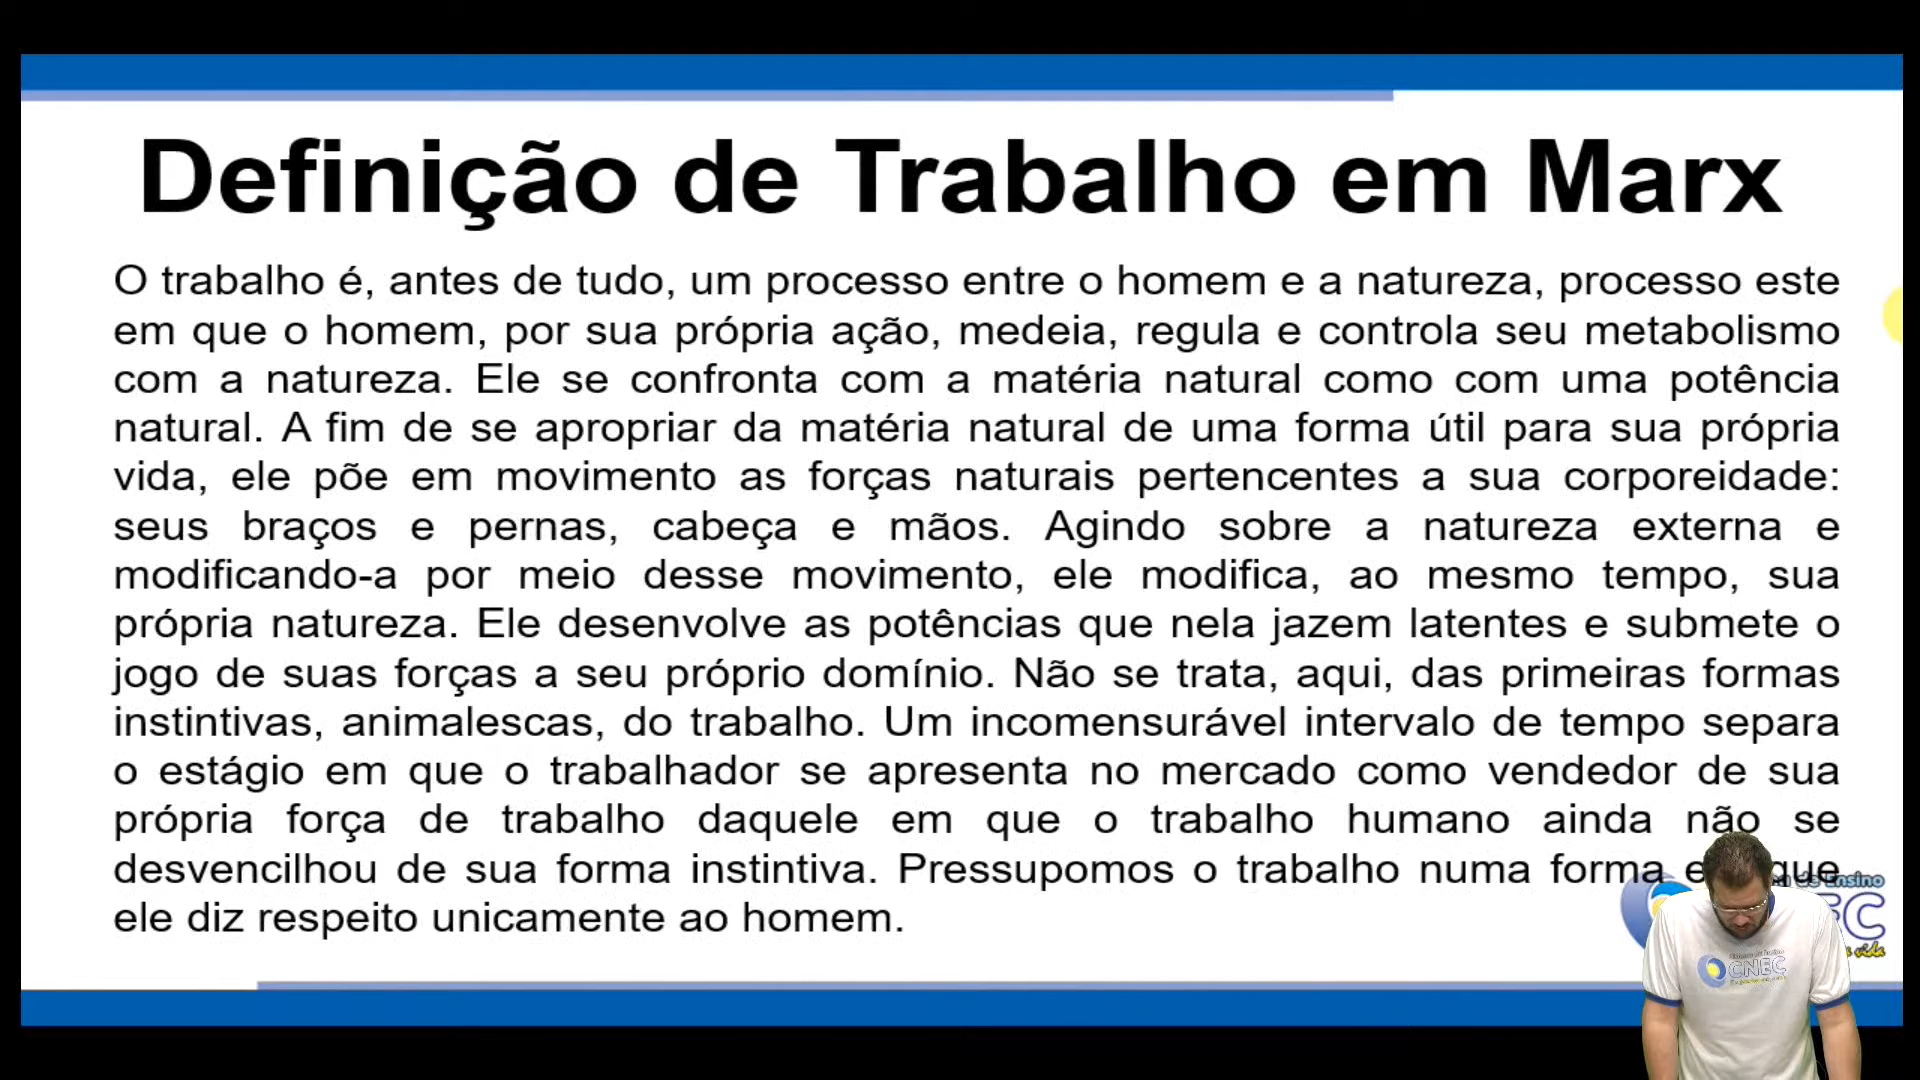 Definição de Trabalho em Marx
O trabalho é, antes de tudo, um processo entre o homem e a natureza, processo este
em que o homem, por sua própria ação, medeia, regula e controla seu metabolismo
com a natureza. Ele se confronta com a matéria natural como com uma potência
natural. A fim de se apropriar da matéria natural de uma forma útil para sua própria
vida, ele põe em movimento as forças naturais pertencentes a sua corporeidade:
seus braços e pernas, cabeça e mãos. Agindo sobre a natureza externa e
modificando-a por meio desse movimento, ele modifica, ao mesmo tempo, sua
própria natureza. Ele desenvolve as potências que nela jazem latentes e submete o
jogo de suas forças a seu próprio domínio. Não se trata, aqui, das primeiras formas
instintivas, animalescas, do trabalho. Um incomensurável intervalo de tempo separa
o estágio em que o trabalhador se apresenta no mercado como vendedor de sua
própria força de trabalho daquele em que o trabalho humano ainda não se
desvencilhou de sua forma instintiva. Pressupomos o trabalho numa forma que
ele diz respeito unicamente ao homem.
de Ensino
vida
CNEC